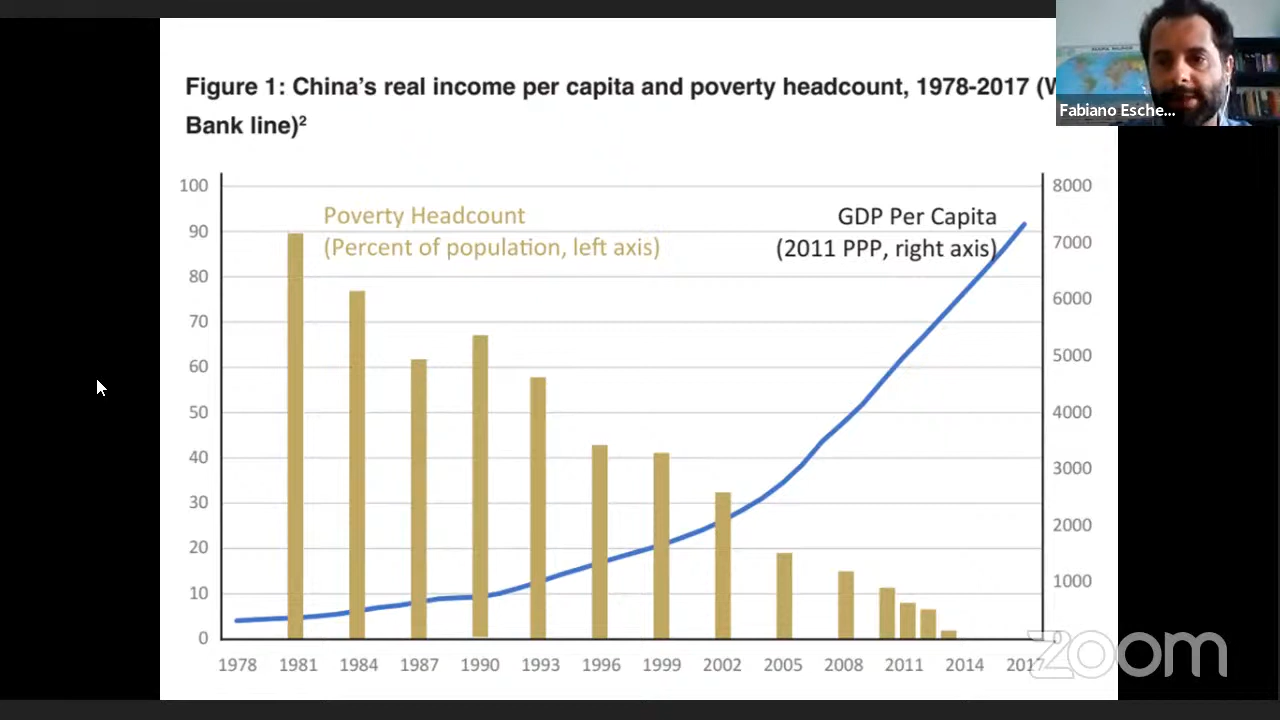 Figure 1: China's real income per capita and poverty headcount, 1978-2017 (
Bank line)²
Fabiano Esche...
Poverty Headcount
(Percent of population, left axis)
GDP Per Capita
(2011 PPP, right axis)
100
90
80
70
60
50
40
30
20
10
0
8000
7000
6000
5000
4000
3000
2000
1000
0
1978 1981 1984 1987 1990 1993 1996 1999 2002 2005 2008 2011 2014 2017
zoom